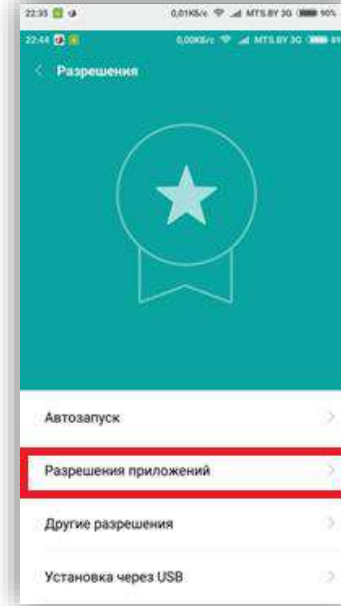 22:35 0,01КБ/с MTS.BY 3G 90%
22:44 0,00КБ/с MTS.BY 3G
Разрешения
Автозапуск
Разрешения приложений
Другие разрешения
Установка через USB